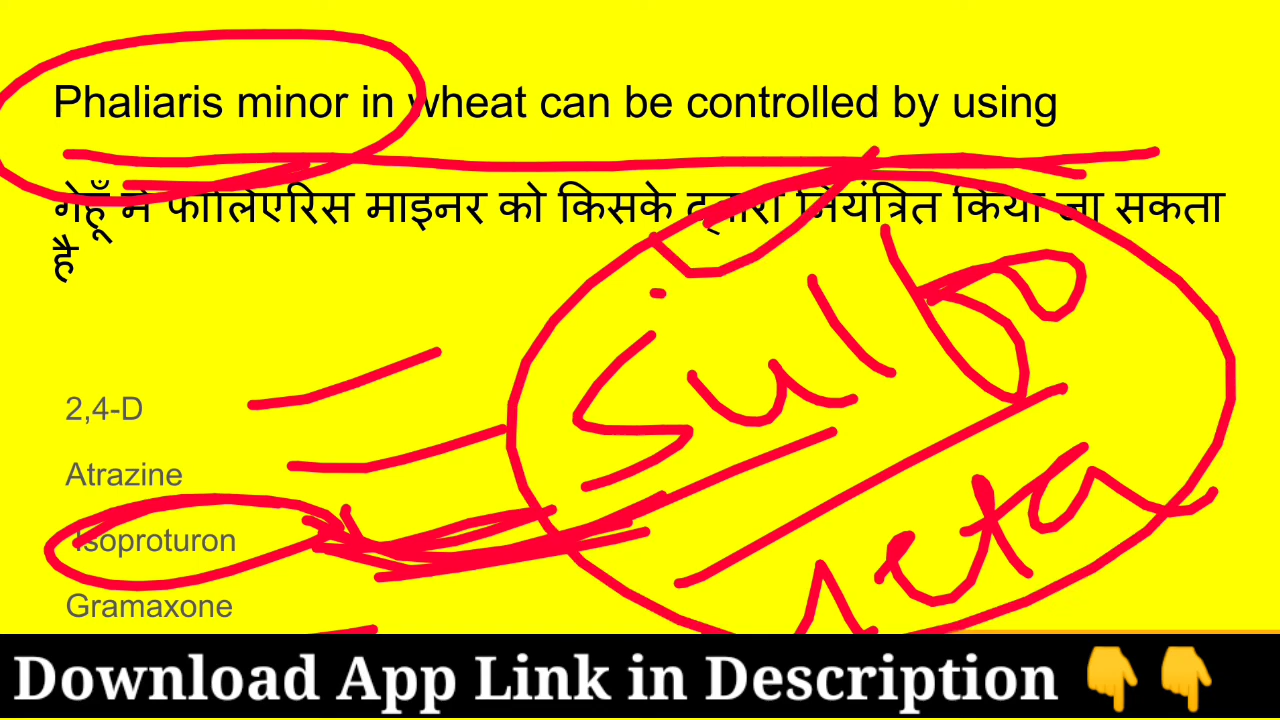 Phaliaris minor in wheat can be controlled by using
गेहूँ में फालिएरिस माइनर को किसके द्वारा नियंत्रित किया जा सकता
है
Sulfo
2,4-D
Atrazine
Isoproturon
Gramaxone
Download App Link in Description 👇👇